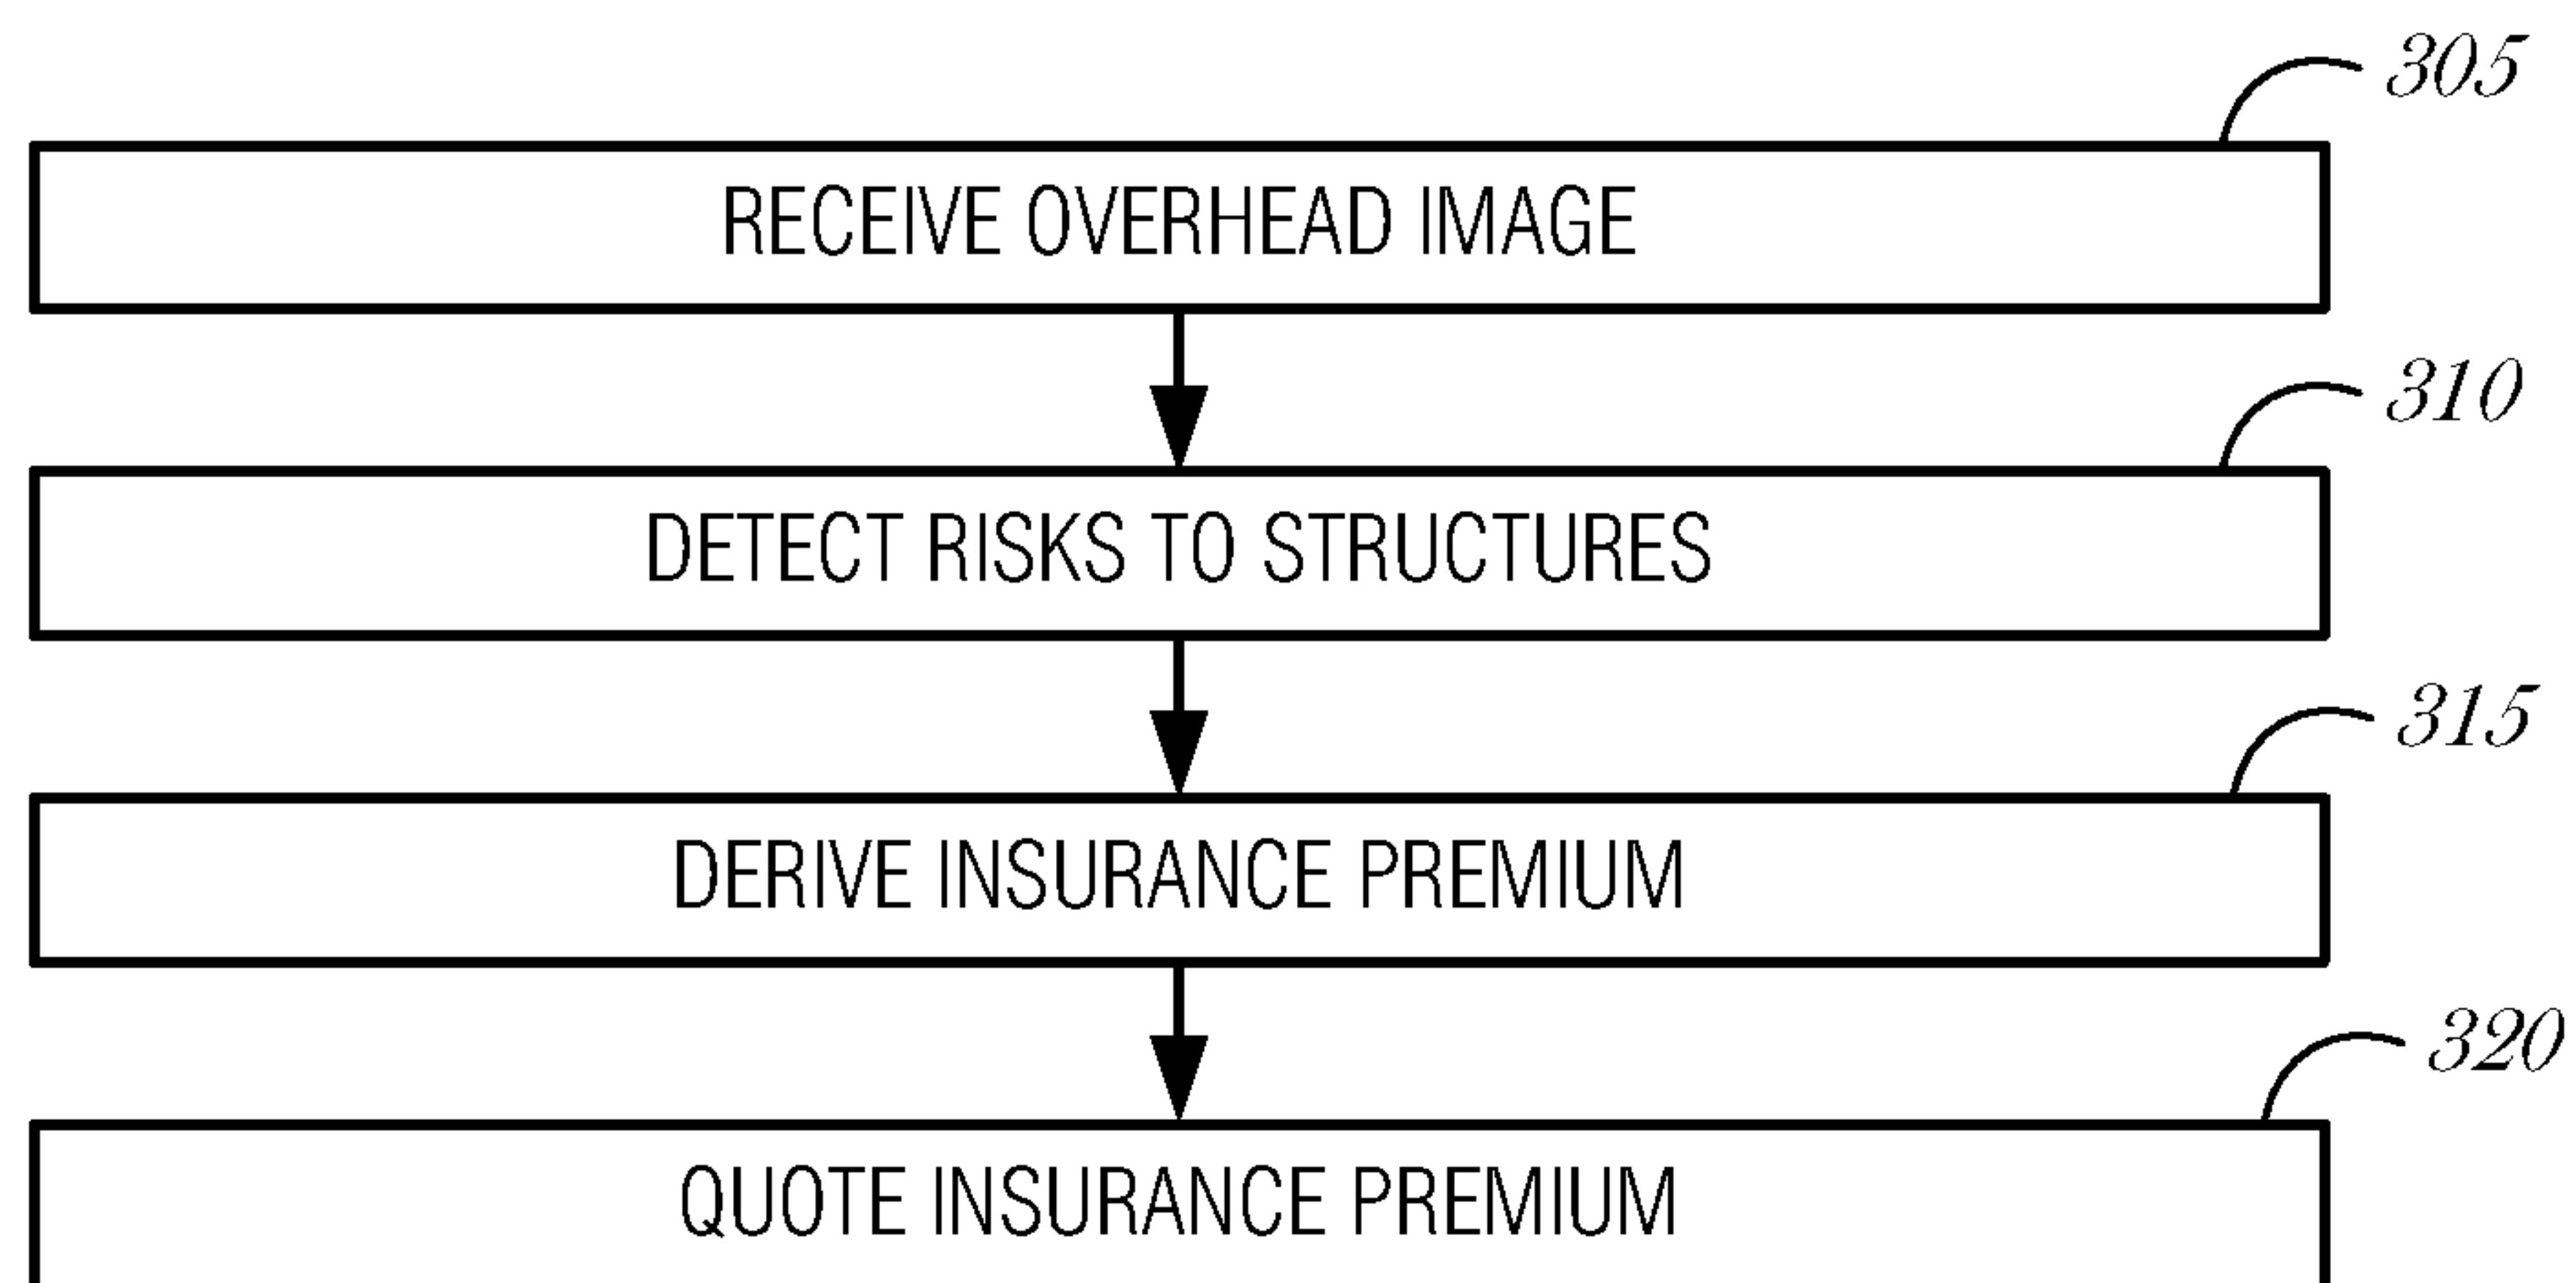 305
RECEIVE OVERHEAD IMAGE
310
DETECT RISKS TO STRUCTURES
315
DERIVE INSURANCE PREMIUM
320
QUOTE INSURANCE PREMIUM